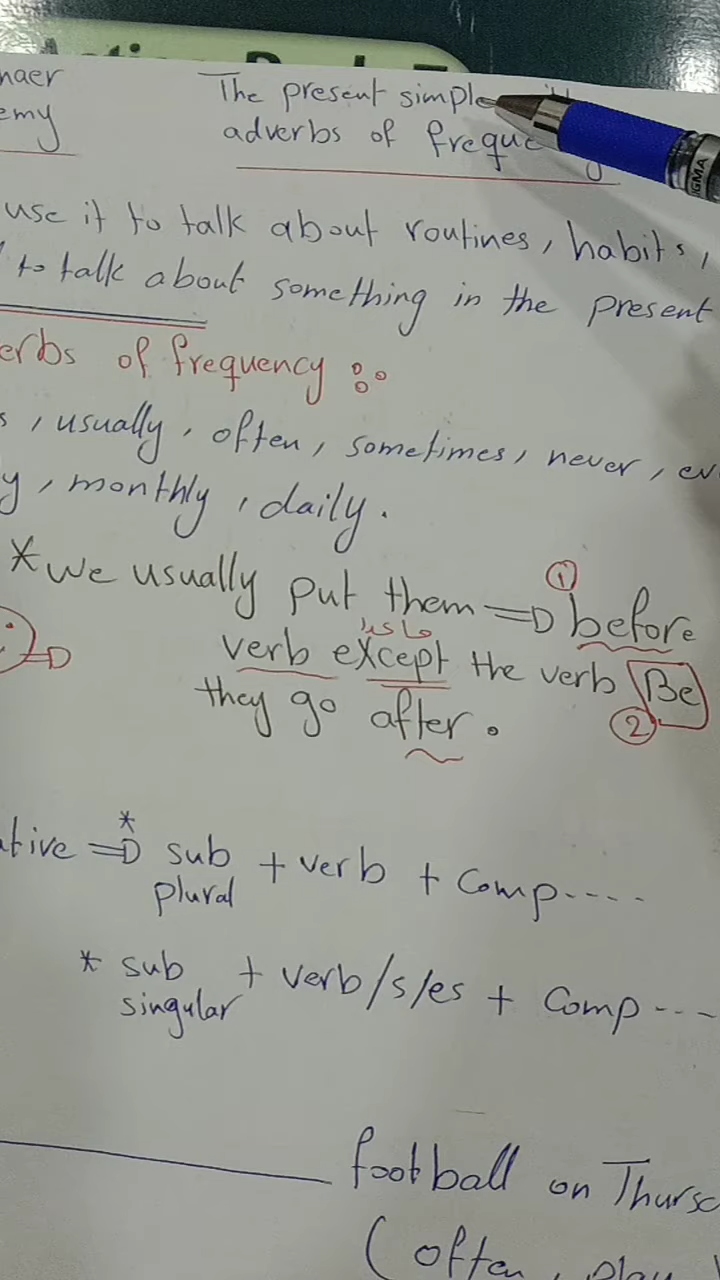 The present simple
adverbs of freque
use it to talk about routines, habits,
to talk about something in the present
erbs of frequency :
s, usually, often, sometimes, never, ev
y, monthly, daily.
* we usually put them ⇒ ① before
ماعدا
verb except the verb Be
they go after. ②
ative ⇒ * sub + verb + Comp....
plural
* sub + verb/s/es + Comp...
singular
football on Thurs
(often, play